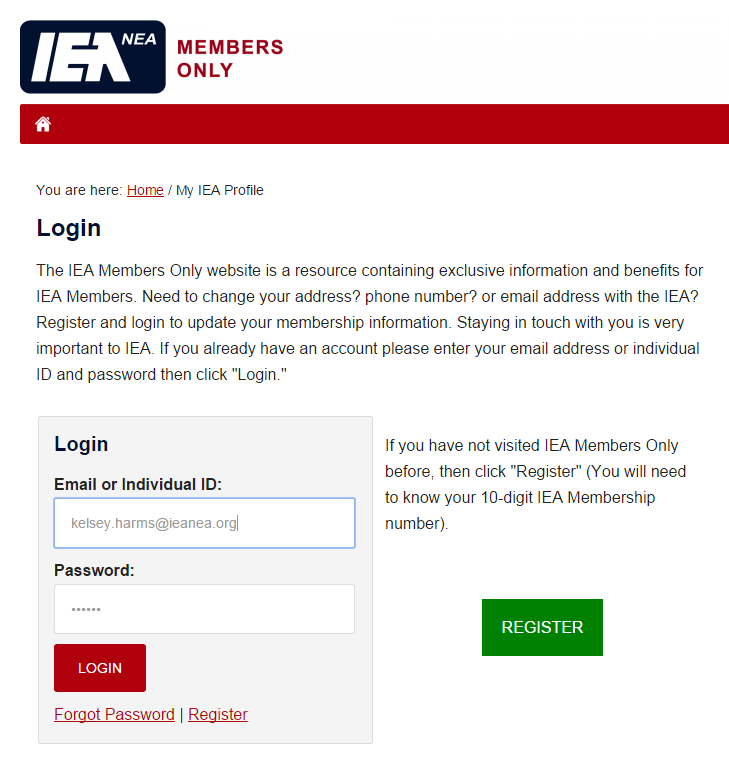 IEA NEA
MEMBERS
ONLY
You are here: Home / My IEA Profile
Login
The IEA Members Only website is a resource containing exclusive information and benefits for
IEA Members. Need to change your address? phone number? or email address with the IEA?
Register and login to update your membership information. Staying in touch with you is very
important to IEA. If you already have an account please enter your email address or individual
ID and password then click "Login."
Login
Email or Individual ID:
kelsey.harms@ieanea.org
Password:
••••••
LOGIN
Forgot Password | Register
If you have not visited IEA Members Only
before, then click "Register" (You will need
to know your 10-digit IEA Membership
number).
REGISTER